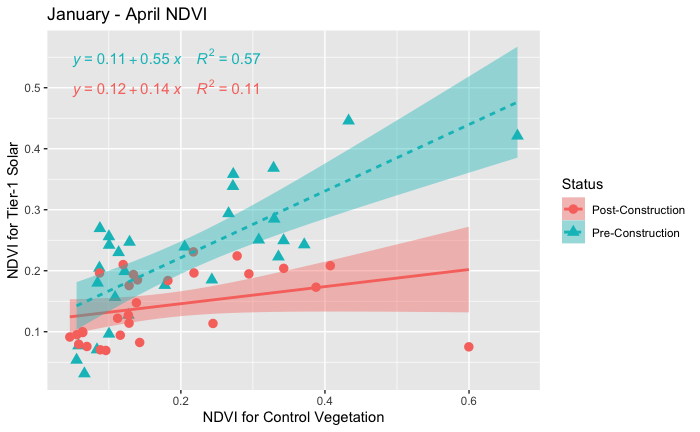 January - April NDVI
y = 0.11 + 0.55 x R² = 0.57
y = 0.12 + 0.14 x R² = 0.11
NDVI for Tier-1 Solar
0.5
0.4
0.3
0.2
0.1
0.2 0.4 0.6
NDVI for Control Vegetation
Status
Post-Construction
Pre-Construction